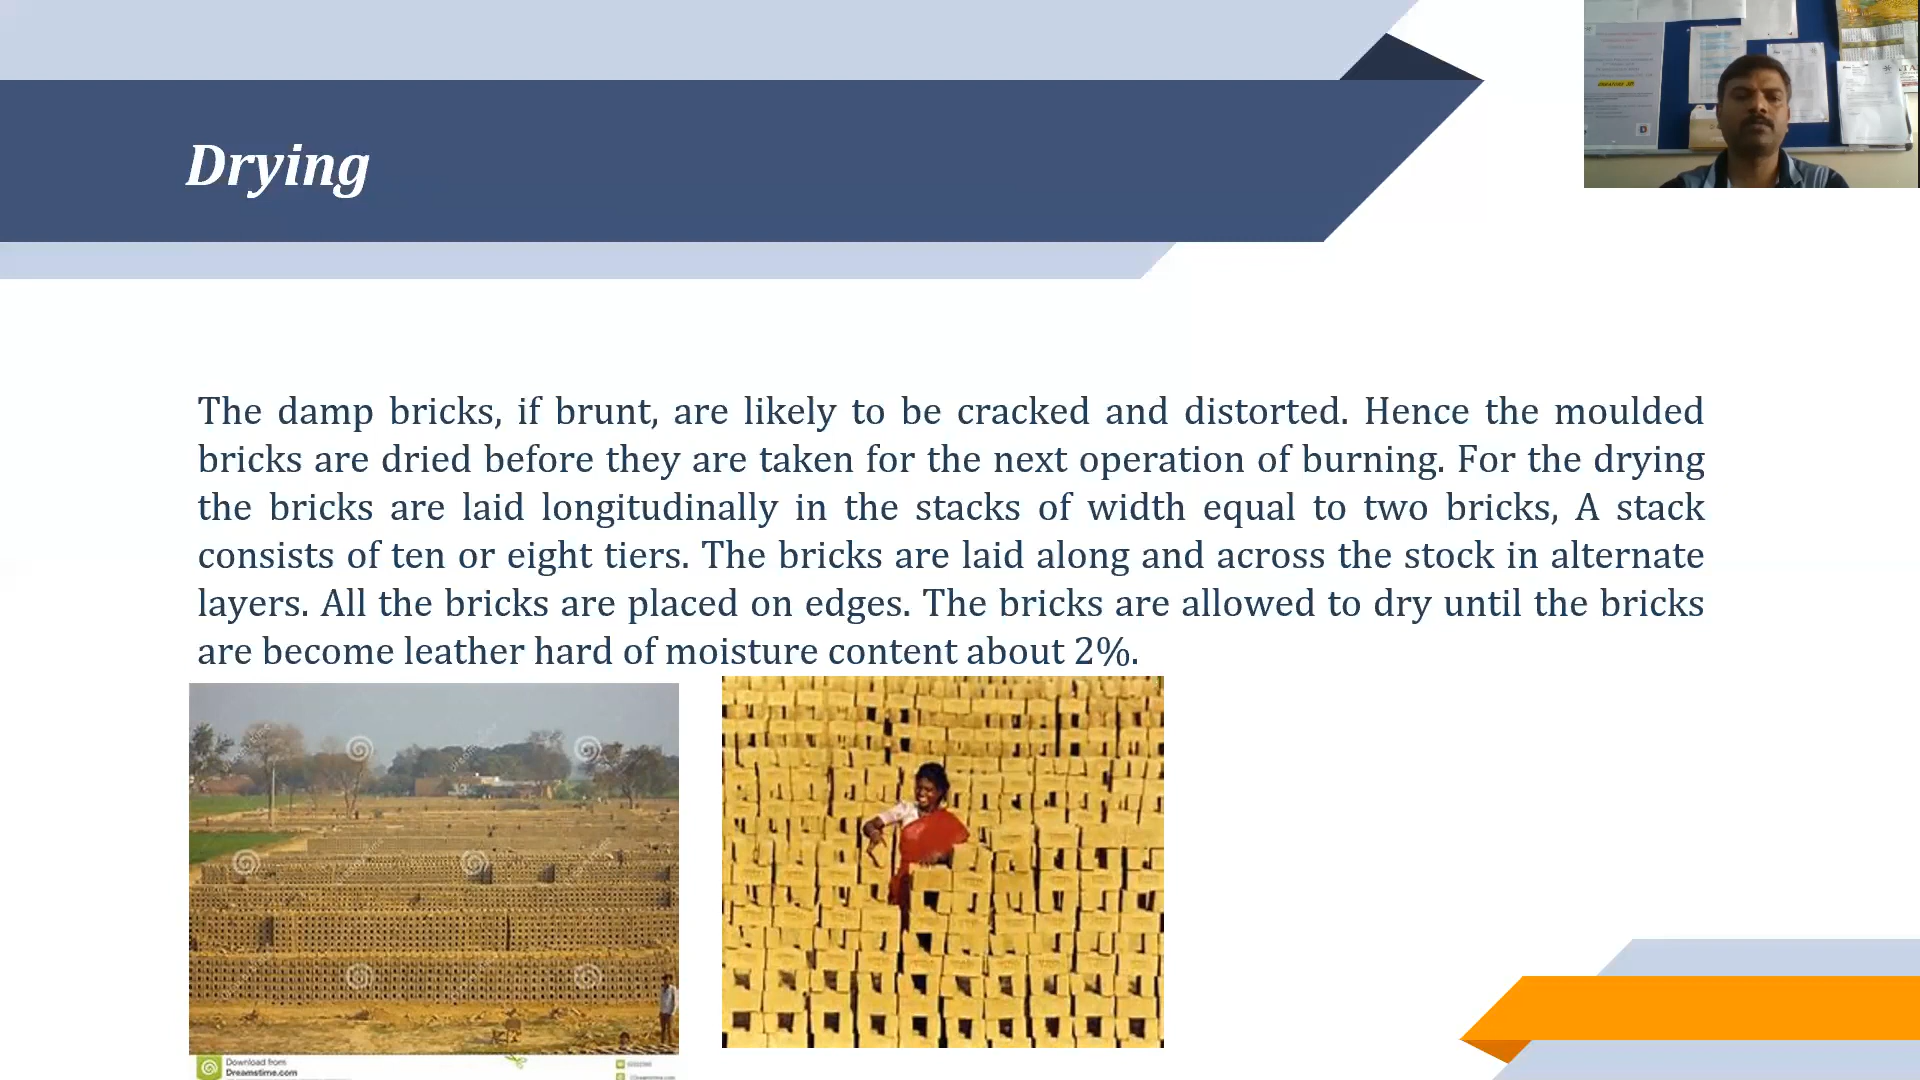 Drying
The damp bricks, if brunt, are likely to be cracked and distorted. Hence the moulded
bricks are dried before they are taken for the next operation of burning. For the drying
the bricks are laid longitudinally in the stacks of width equal to two bricks, A stack
consists of ten or eight tiers. The bricks are laid along and across the stock in alternate
layers. All the bricks are placed on edges. The bricks are allowed to dry until the bricks
are become leather hard of moisture content about 2%.
Download from
Dreamstime.com